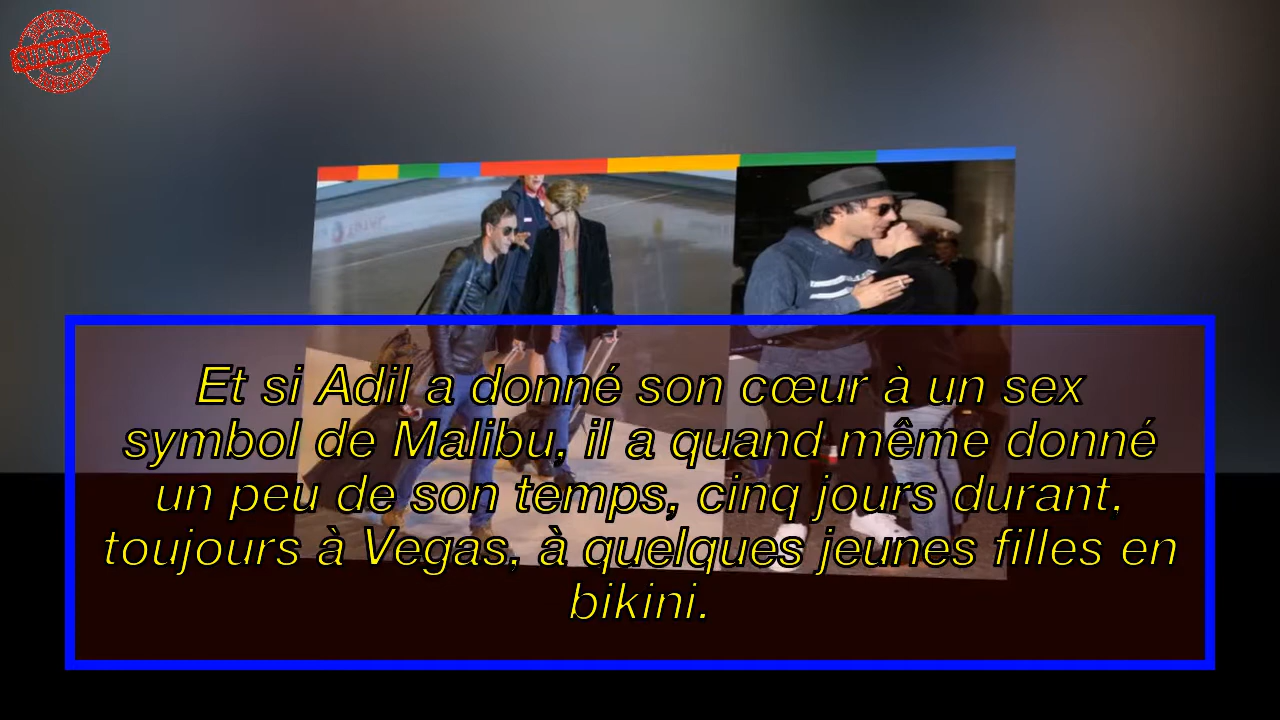 SUBSCRIBE
Et si Adil a donné son cœur à un sex
symbol de Malibu, il a quand même donné
un peu de son temps, cinq jours durant,
toujours à Vegas, à quelques jeunes filles en
bikini.